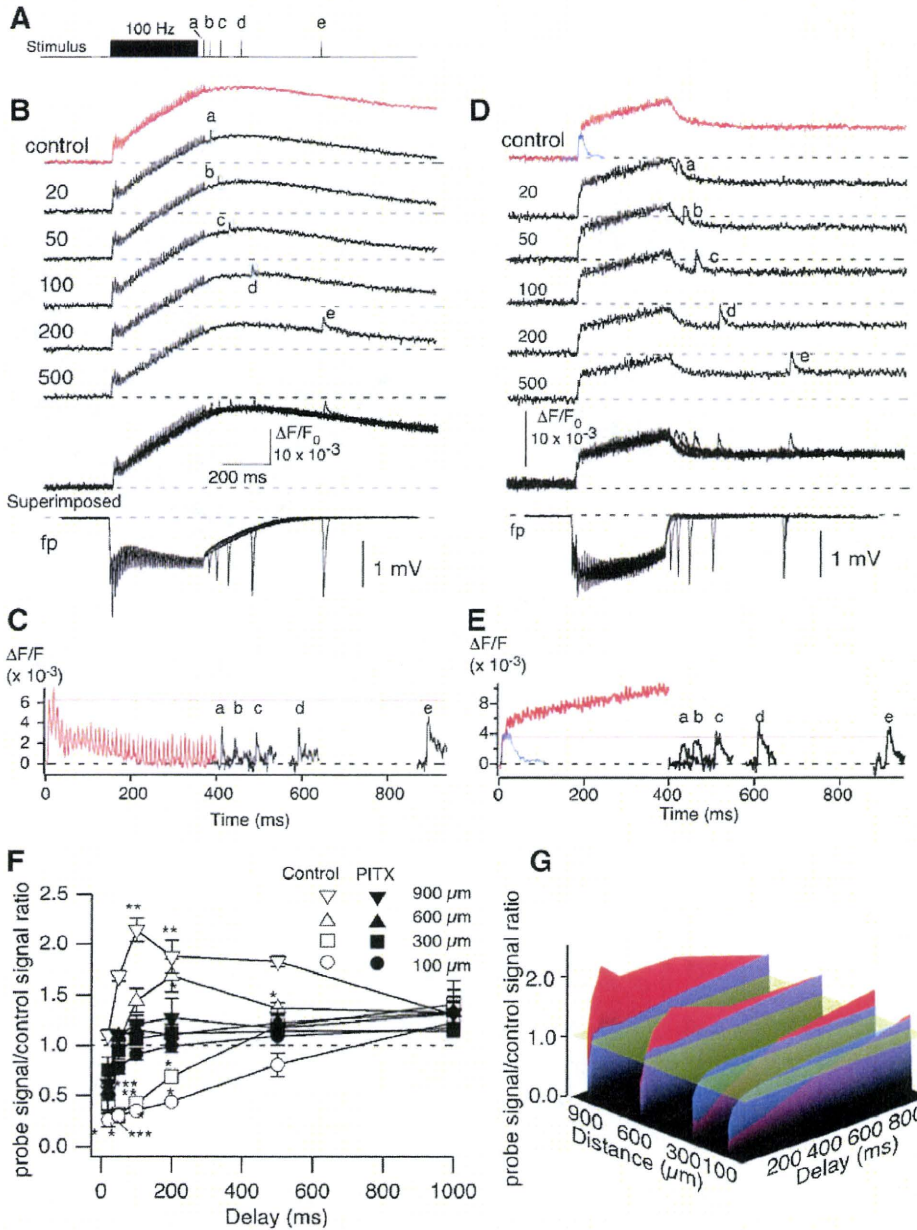 A
Stimulus
100 Hz
a b c d e
B
control
a
20
b
50
c
100
d
200
e
500
ΔF/F0
10 x 10-3
200 ms
Superimposed
fp
1 mV
D
control
20
a
50
b
100
c
200
d
500
e
ΔF/F0
10 x 10-3
1 mV
C
ΔF/F
(x 10-3)
6
4
2
0
a b c d e
0 200 400 600 800
Time (ms)
E
ΔF/F
(x 10-3)
10
8
4
0
a b c d e
0 200 400 600 800
Time (ms)
F
probe signal/control signal ratio
2.5
2.0
1.5
1.0
0.5
0.0
Control PITX
900 μm
600 μm
300 μm
100 μm
** ** * * * * *** ** * * * ***
0 200 400 600 800 1000
Delay (ms)
G
probe signal/control signal ratio
2.0
1.0
0.0
900 600 300 100
Distance (μm)
200 400 600 800
Delay (ms)